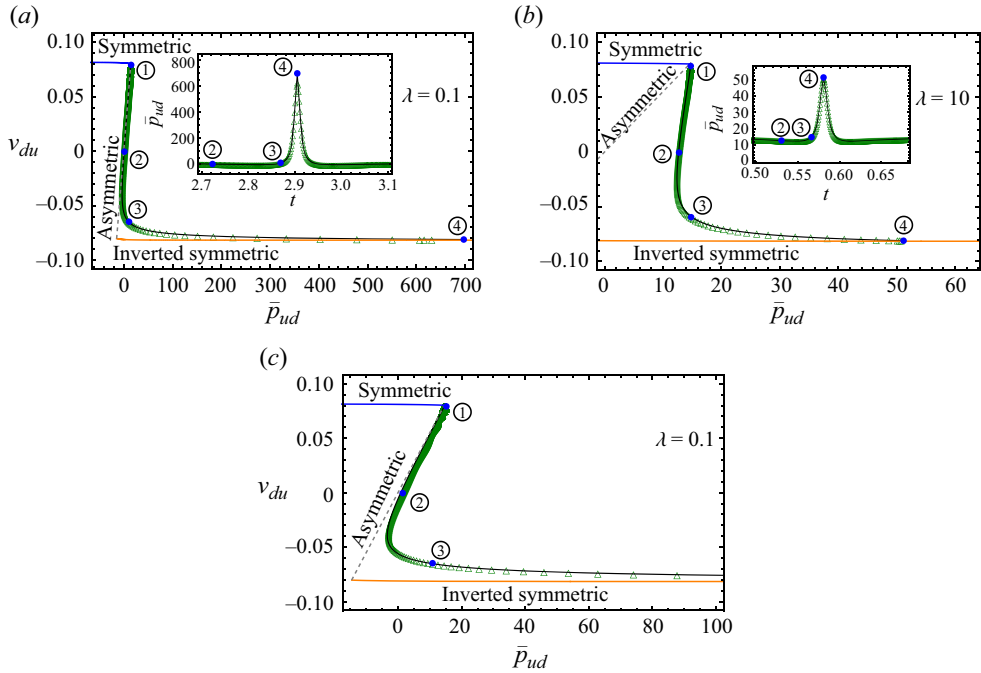 (a)
0.10
0.05
0
−0.05
−0.10
v_du
Symmetric
Asymmetric
Inverted symmetric
①
②
③
④
λ = 0.1
0 100 200 300 400 500 600 700
p̄_ud
800
600
400
200
0
p̄_ud
②
③
④
2.7 2.8 2.9 3.0 3.1
t
(b)
0.10
0.05
0
−0.05
−0.10
Symmetric
Asymmetric
Inverted symmetric
①
②
③
④
λ = 10
0 10 20 30 40 50 60
p̄_ud
50
40
30
20
10
0
p̄_ud
②
③
④
0.50 0.55 0.60 0.65
t
(c)
0.10
0.05
0
−0.05
−0.10
v_du
Symmetric
Asymmetric
Inverted symmetric
①
②
③
λ = 0.1
0 20 40 60 80 100
p̄_ud